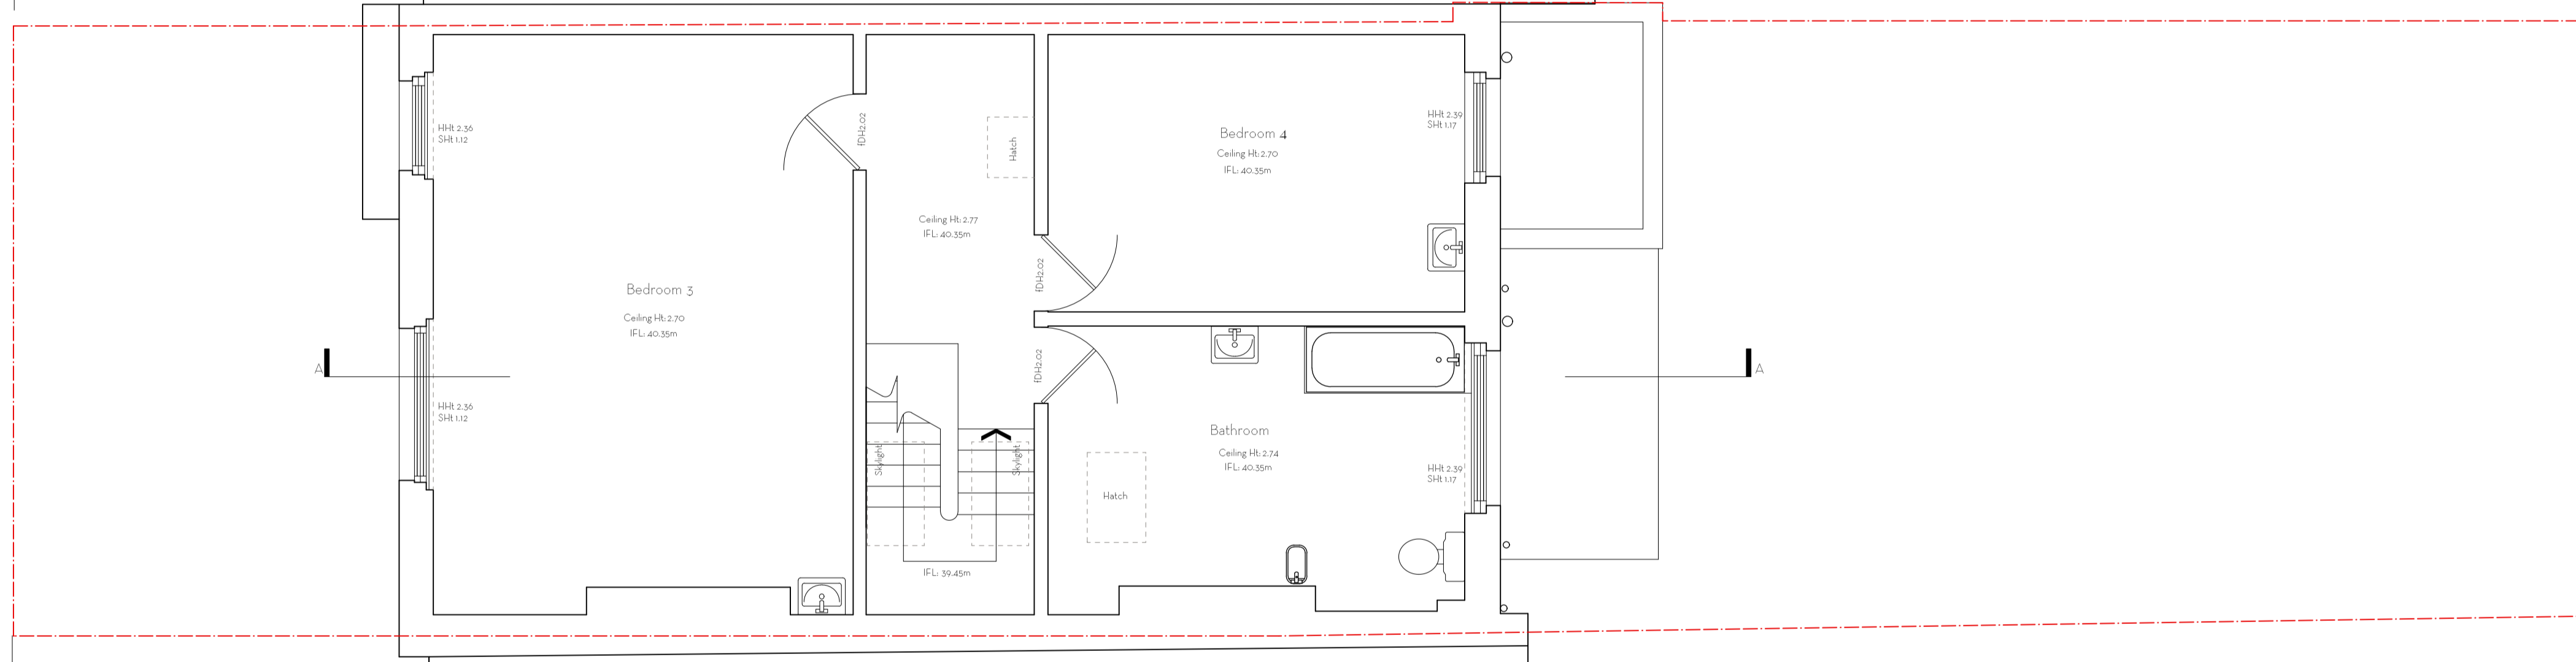 HHt 2.36
SHt 1.12
fDH2.02
Hatch
Bedroom 4
Ceiling Ht: 2.70
IFL: 40.35m
HHt 2.39
SHt 1.17
Ceiling Ht: 2.77
IFL: 40.35m
fDH2.02
Bedroom 3
Ceiling Ht: 2.70
IFL: 40.35m
A
A
fDH2.02
HHt 2.36
SHt 1.12
Skylight
Skylight
Bathroom
Ceiling Ht: 2.74
IFL: 40.35m
HHt 2.39
SHt 1.17
Hatch
IFL: 39.45m